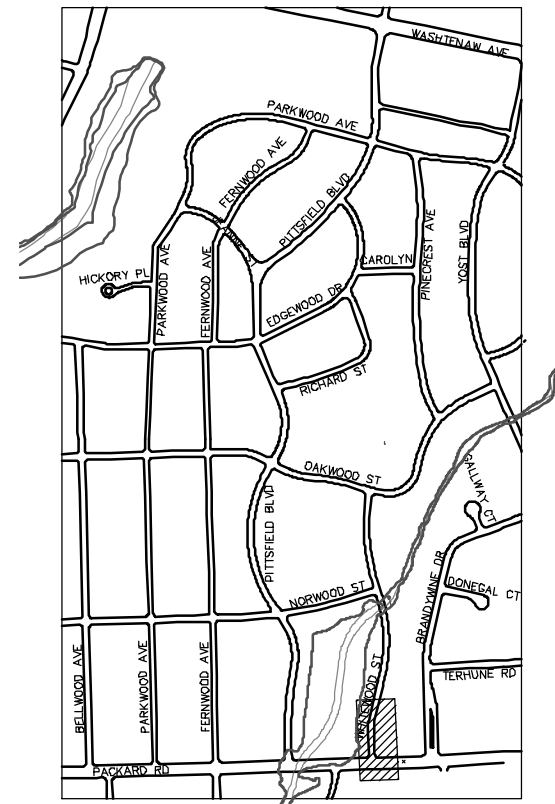 WASHTENAW AVE
PARKWOOD AVE
FERNWOOD AVE
PITTSFIELD BLVD
PINECREST AVE
YOST BLVD
CAROLYN
HICKORY PL
PARKWOOD AVE
FERNWOOD AVE
EDGEWOOD DR
RICHARD ST
OAKWOOD ST
GALLWAY CT
PITTSFIELD BLVD
BRANDYWINE DR
DONEGAL CT
NORWOOD ST
BELLWOOD AVE
PARKWOOD AVE
FERNWOOD AVE
TERHUNE RD
PACKARD RD